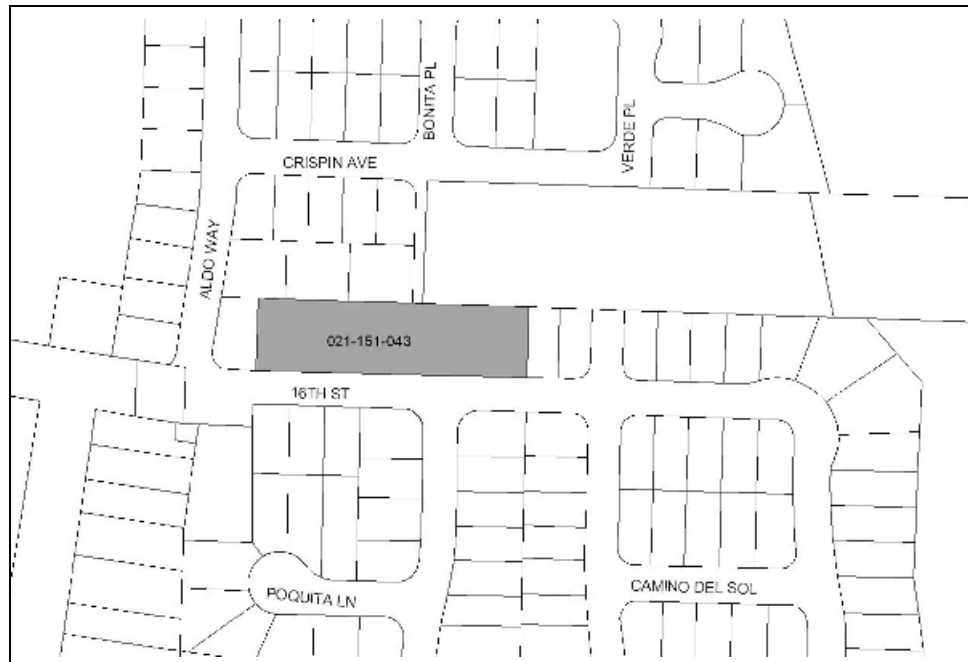 BONITA PL
VERDE PL
CRISPIN AVE
ALDO WAY
021-151-043
16TH ST
POQUITA LN
CAMINO DEL SOL